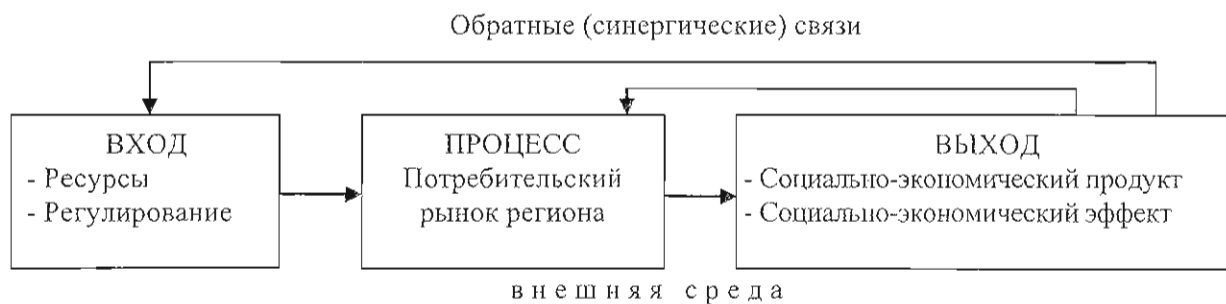 Обратные (синергические) связи
ВХОД
- Ресурсы
- Регулирование
ПРОЦЕСС
Потребительский
рынок региона
ВЫХОД
- Социально-экономический продукт
- Социально-экономический эффект
внешняя среда